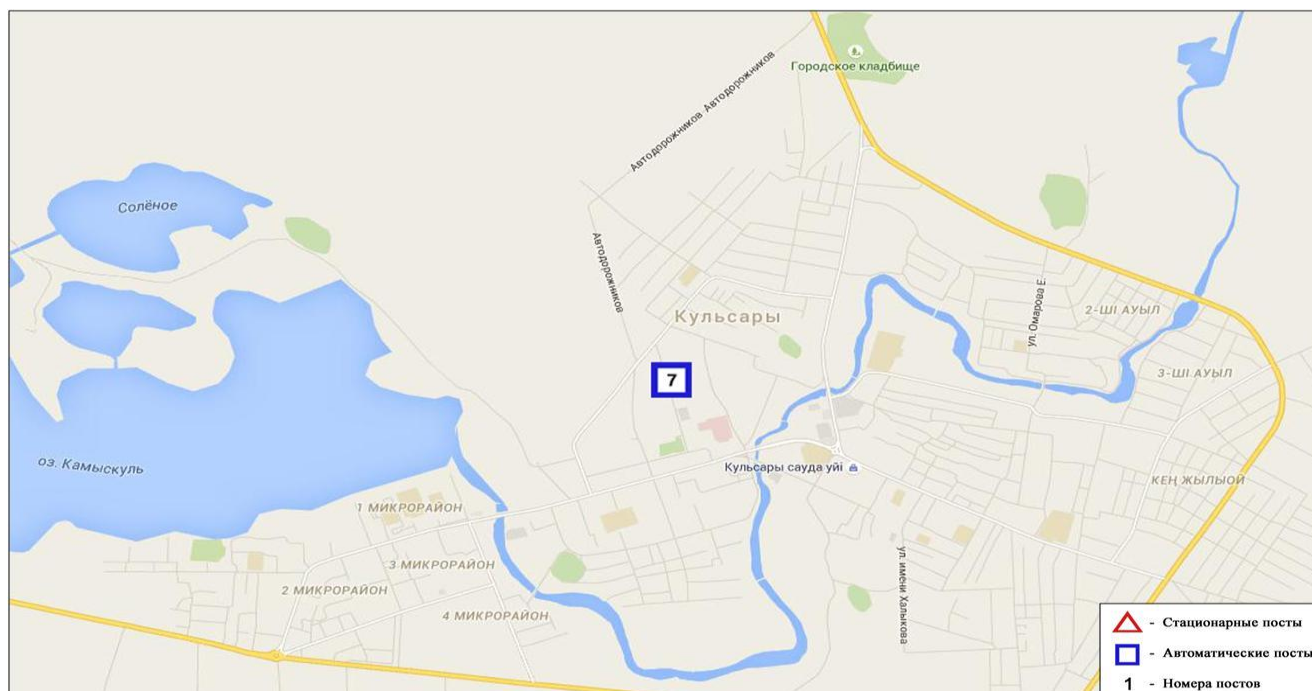 Городское кладбище
Автодорожников Автодорожников
Солёное
Автодорожников
ул. Омарова Е.
2-ШІ АУЫЛ
Кульсары
3-ШІ АУЫЛ
7
оз. Камыскуль
Кульсары сауда уйі
КЕҢ ЖЫЛЫОЙ
1 МИКРОРАЙОН
3 МИКРОРАЙОН
2 МИКРОРАЙОН
4 МИКРОРАЙОН
ул. имени Халыкова
- Стационарные посты
- Автоматические посты
1 - Номера постов